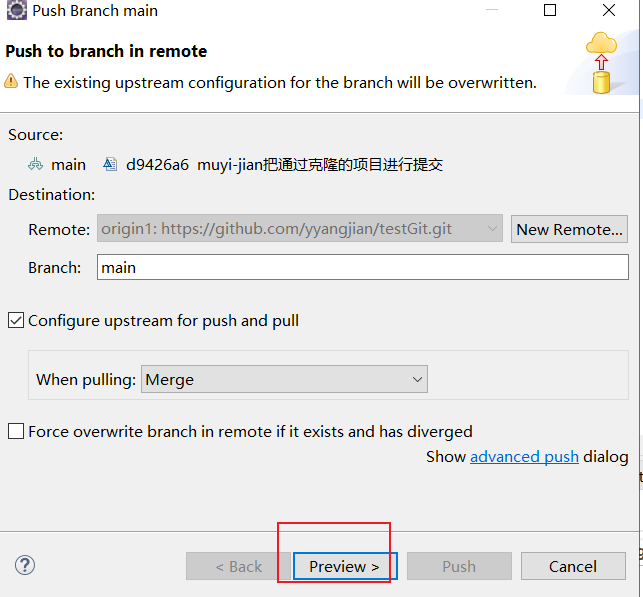 Push Branch main
Push to branch in remote
The existing upstream configuration for the branch will be overwritten.
Source:
main d9426a6 muyi-jian把通过克隆的项目进行提交
Destination:
Remote: origin1: https://github.com/yyangjian/testGit.git New Remote...
Branch: main
Configure upstream for push and pull
When pulling: Merge
Force overwrite branch in remote if it exists and has diverged
Show advanced push dialog
? < Back Preview > Push Cancel